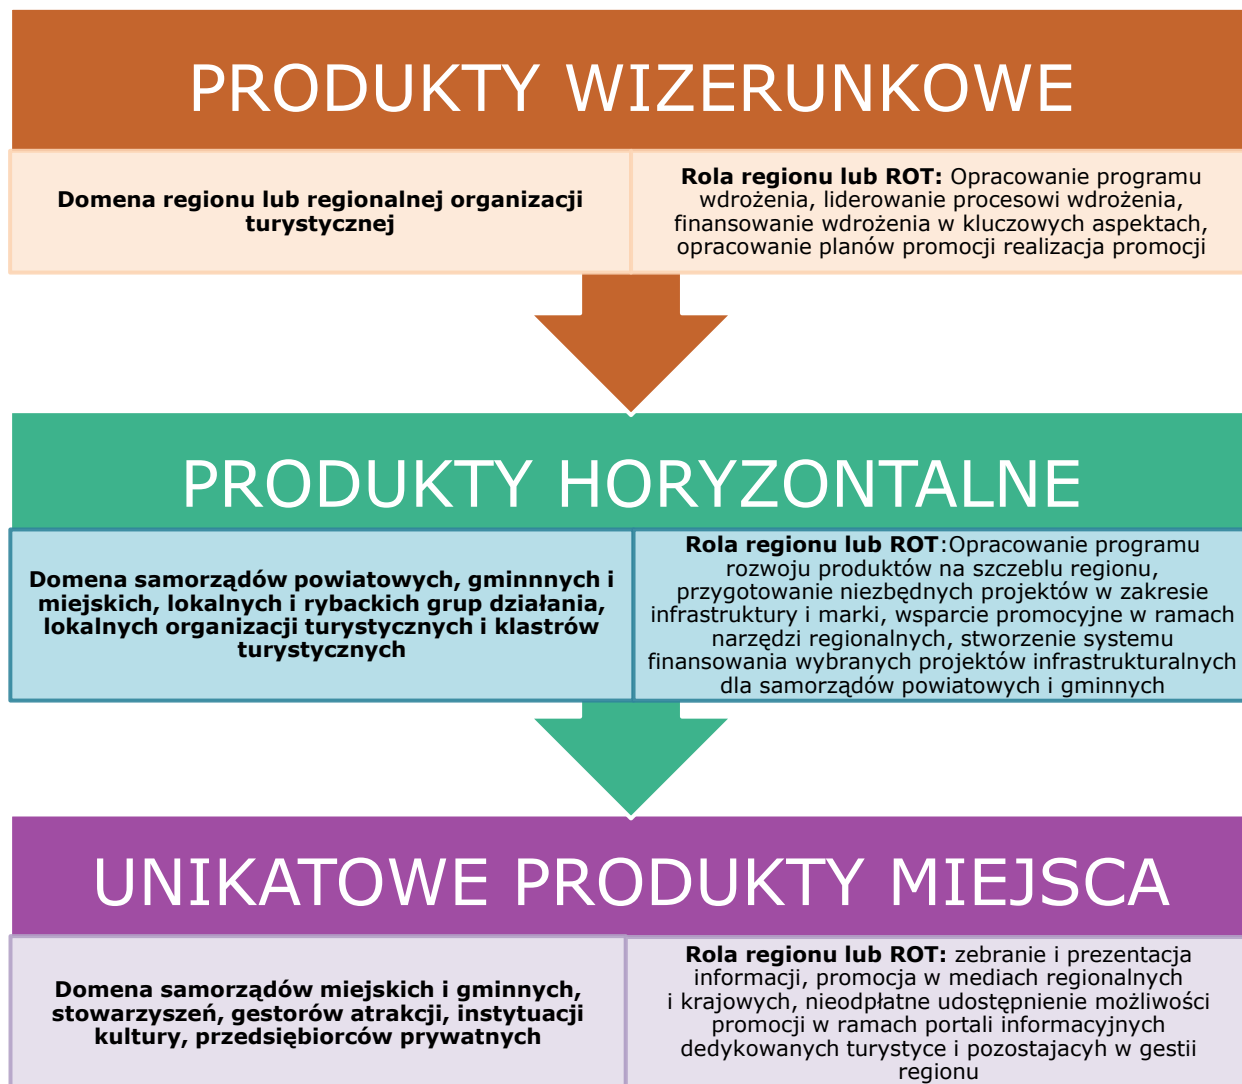 PRODUKTY WIZERUNKOWE
Domena regionu lub regionalnej organizacji
turystycznej
Rola regionu lub ROT: Opracowanie programu
wdrożenia, liderowanie procesowi wdrożenia,
finansowanie wdrożenia w kluczowych aspektach,
opracowanie planów promocji realizacja promocji
PRODUKTY HORYZONTALNE
Domena samorządów powiatowych, gminnnych i
miejskich, lokalnych i rybackich grup działania,
lokalnych organizacji turystycznych i klastrów
turystycznych
Rola regionu lub ROT:Opracowanie programu
rozwoju produktów na szczeblu regionu,
przygotowanie niezbędnych projektów w zakresie
infrastruktury i marki, wsparcie promocyjne w ramach
narzędzi regionalnych, stworzenie systemu
finansowania wybranych projektów infrastrukturalnych
dla samorządów powiatowych i gminnych
UNIKATOWE PRODUKTY MIEJSCA
Domena samorządów miejskich i gminnych,
stowarzyszeń, gestorów atrakcji, instytuacji
kultury, przedsiębiorców prywatnych
Rola regionu lub ROT: zebranie i prezentacja
informacji, promocja w mediach regionalnych
i krajowych, nieodpłatne udostępnienie możliwości
promocji w ramach portali informacyjnych
dedykowanych turystyce i pozostajacyh w gestii
regionu